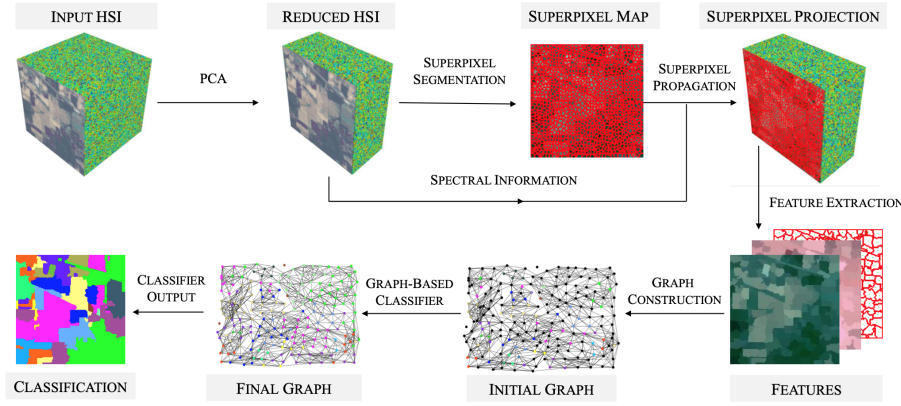 INPUT HSI
REDUCED HSI
SUPERPIXEL MAP
SUPERPIXEL PROJECTION
PCA
SUPERPIXEL
SEGMENTATION
SUPERPIXEL
PROPAGATION
SPECTRAL INFORMATION
FEATURE EXTRACTION
CLASSIFIER
OUTPUT
GRAPH-BASED
CLASSIFIER
GRAPH
CONSTRUCTION
CLASSIFICATION
FINAL GRAPH
INITIAL GRAPH
FEATURES